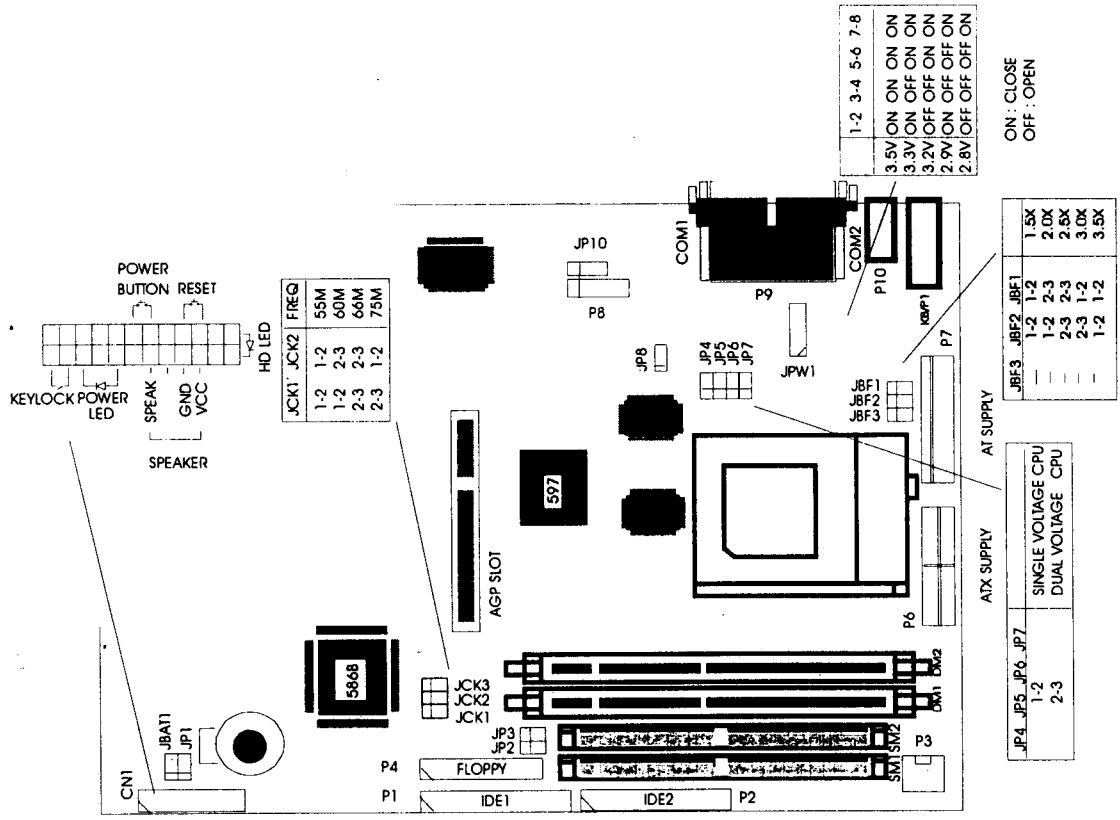 POWER
BUTTON RESET
KEYLOCK
POWER
LED
SPEAK
GND
VCC
HD LED
SPEAKER
JCK1' JCK2 FREQ
1-2 1-2 55M
1-2 2-3 60M
2-3 2-3 66M
2-3 1-2 75M
1-2 3-4 5-6 7-8
3.5V ON ON ON ON
3.3V ON OFF ON ON
3.2V OFF OFF ON ON
2.9V ON OFF OFF ON
2.8V OFF OFF OFF ON
ON : CLOSE
OFF : OPEN
JP10
P8
COM1
COM2
P9
P10
KB/P1
P7
JP8
JP4
JP5
JP6
JP7
JPW1
JBF1
JBF2
JBF3
JBF3 JBF2 JBF1
— 1-2 1-2 1.5X
— 1-2 2-3 2.0X
— 2-3 2-3 2.5X
— 2-3 1-2 3.0X
1-2 1-2 3.5X
AGP SLOT
597
586B
JCK3
JCK2
JCK1
JBAT1
JP1
CN1
JP3
JP2
P4
FLOPPY
P1
IDE1
IDE2
P2
DM2
DM1
SM2
SM1
P3
P6
ATX SUPPLY
AT SUPPLY
JP4 JP5 JP6 JP7
1-2 SINGLE VOLTAGE CPU
2-3 DUAL VOLTAGE CPU